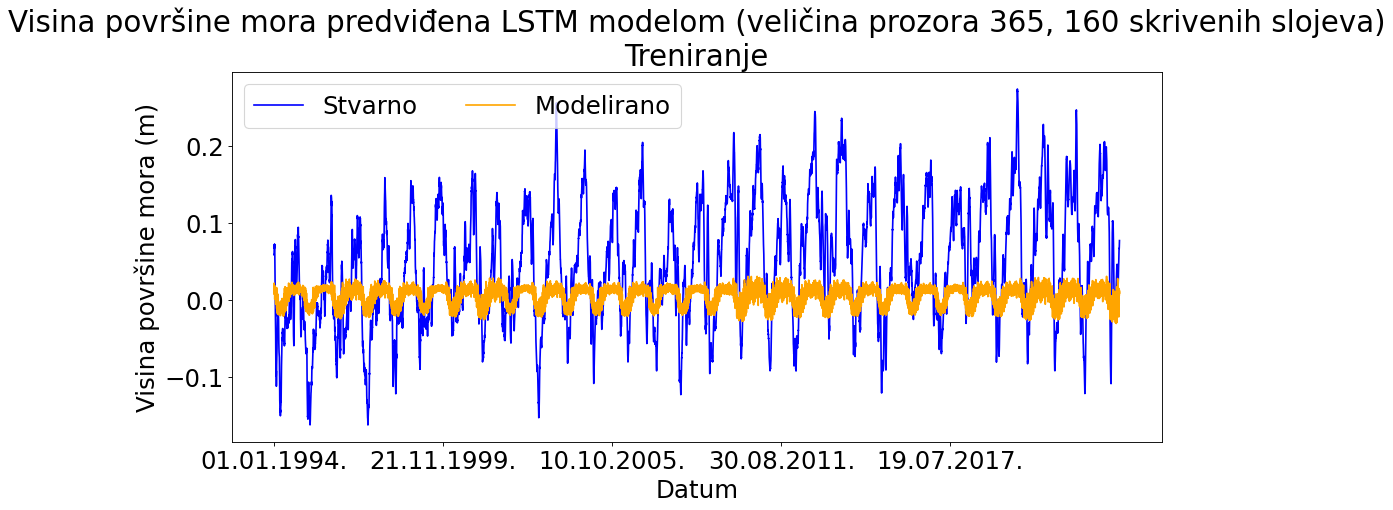 Visina površine mora predviđena LSTM modelom (veličina prozora 365, 160 skrivenih slojeva)
Treniranje
Stvarno Modelirano
Visina površine mora (m)
0.2
0.1
0.0
−0.1
01.01.1994. 21.11.1999. 10.10.2005. 30.08.2011. 19.07.2017.
Datum